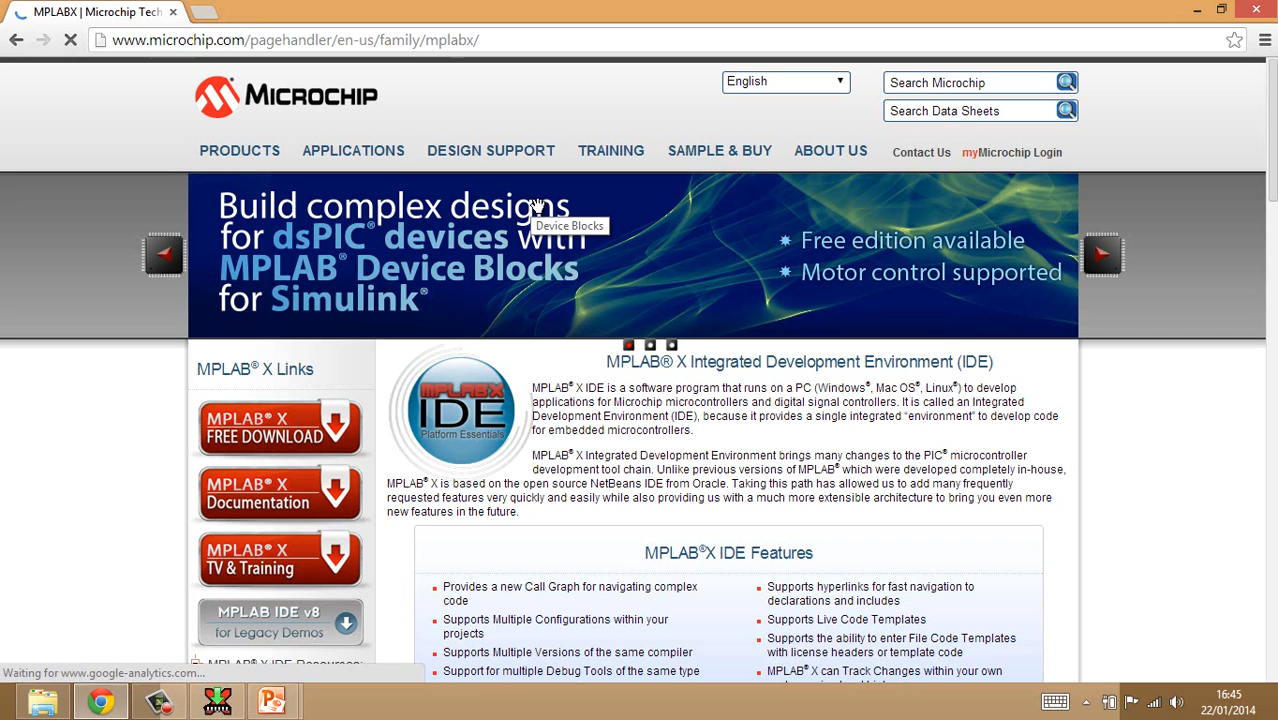 MPLABX | Microchip Tech
www.microchip.com/pagehandler/en-us/family/mplabx/
MICROCHIP
English
Search Microchip
Search Data Sheets
PRODUCTS
APPLICATIONS
DESIGN SUPPORT
TRAINING
SAMPLE & BUY
ABOUT US
Contact Us
myMicrochip Login
Build complex designs
for dsPIC® devices with
MPLAB® Device Blocks
for Simulink®
Device Blocks
Free edition available
Motor control supported
MPLAB® X Links
MPLAB® X
FREE DOWNLOAD
MPLAB® X
Documentation
MPLAB® X
TV & Training
MPLAB IDE v8
for Legacy Demos
MPLAB® X IDE Resources:
MPLABX
IDE
Platform Essentials
MPLAB® X Integrated Development Environment (IDE)
MPLAB® X IDE is a software program that runs on a PC (Windows®, Mac OS®, Linux®) to develop
applications for Microchip microcontrollers and digital signal controllers. It is called an Integrated
Development Environment (IDE), because it provides a single integrated “environment” to develop code
for embedded microcontrollers.
MPLAB® X Integrated Development Environment brings many changes to the PIC® microcontroller
development tool chain. Unlike previous versions of MPLAB® which were developed completely in-house,
MPLAB® X is based on the open source NetBeans IDE from Oracle. Taking this path has allowed us to add many frequently
requested features very quickly and easily while also providing us with a much more extensible architecture to bring you even more
new features in the future.
MPLAB®X IDE Features
Provides a new Call Graph for navigating complex
code
Supports Multiple Configurations within your
projects
Supports Multiple Versions of the same compiler
Support for multiple Debug Tools of the same type
Supports hyperlinks for fast navigation to
declarations and includes
Supports Live Code Templates
Supports the ability to enter File Code Templates
with license headers or template code
MPLAB® X can Track Changes within your own
Waiting for www.google-analytics.com...
16:45
22/01/2014